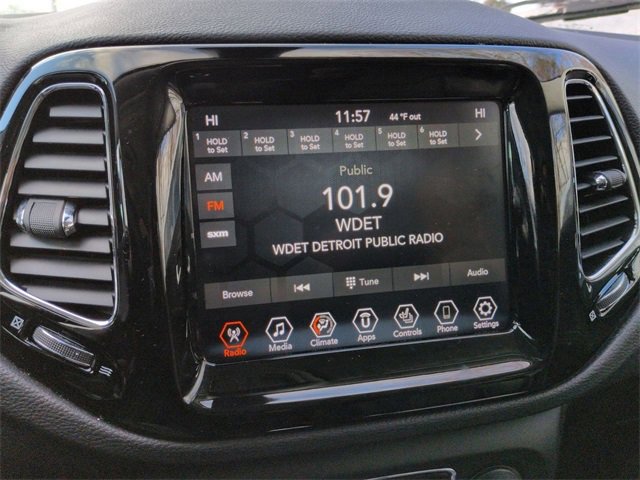 HI 11:57 44 °F out HI
1 HOLD to Set 2 HOLD to Set 3 HOLD to Set 4 HOLD to Set 5 HOLD to Set 6 HOLD to Set
AM
Public
FM
101.9
WDET
sxm
WDET DETROIT PUBLIC RADIO
Browse Tune Audio
Radio Media Climate Apps Controls Phone Settings